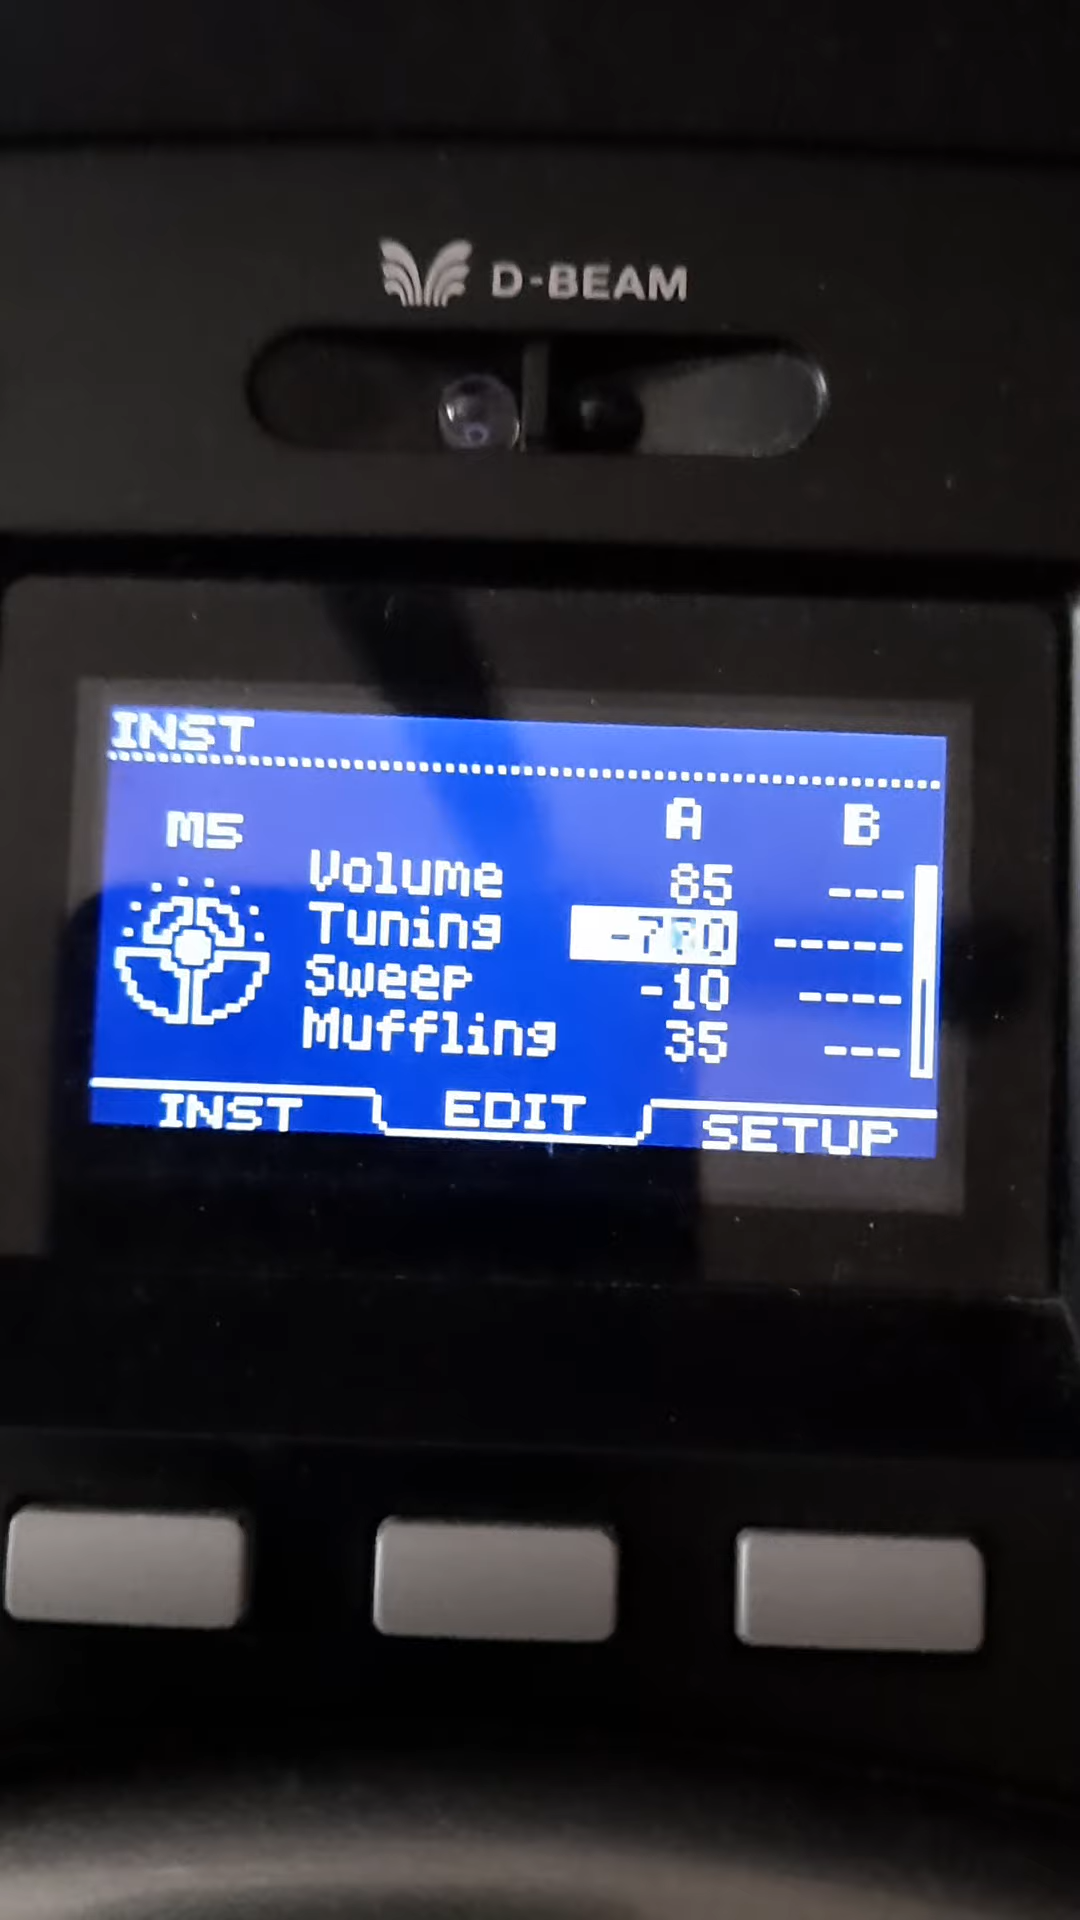 D-BEAM
INST
M5
A B
Volume 85 ---
Tuning -----
Sweep -10 ----
Muffling 35 ---
INST EDIT SETUP